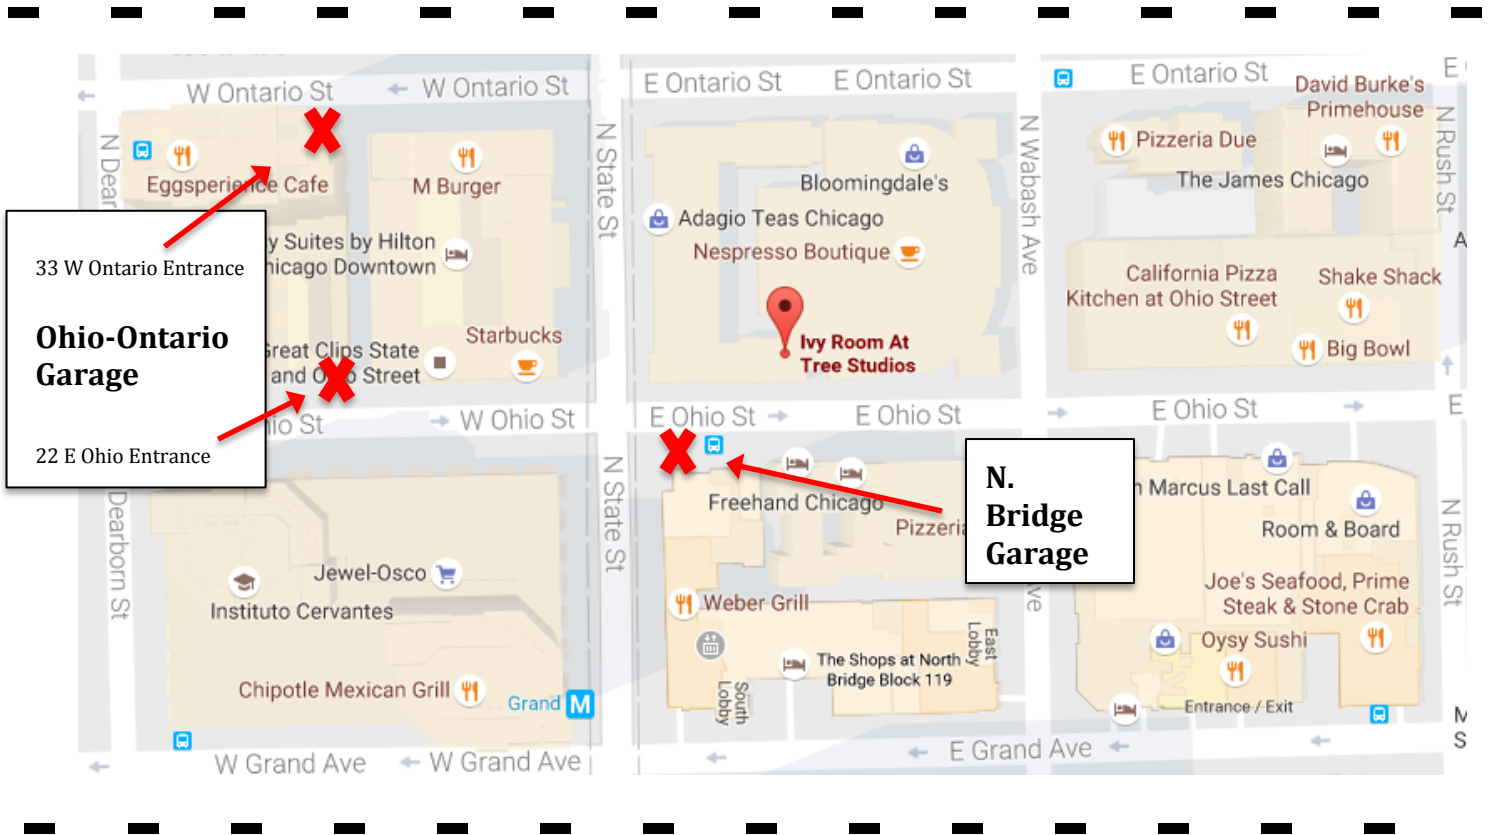 W Ontario St
W Ontario St
E Ontario St
E Ontario St
E Ontario St
E
David Burke's
Primehouse
N Dear
N State St
N Wabash Ave
N Rush St
Eggsperience Cafe
M Burger
Bloomingdale's
Pizzeria Due
The James Chicago
Adagio Teas Chicago
Nespresso Boutique
y Suites by Hilton
hicago Downtown
33 W Ontario Entrance
Ohio-Ontario
Garage
22 E Ohio Entrance
California Pizza
Kitchen at Ohio Street
Shake Shack
A
Starbucks
Great Clips State
and Street
Ivy Room At
Tree Studios
Big Bowl
io St
W Ohio St
E Ohio St
E Ohio St
E Ohio St
E
N.
Bridge
Garage
Dearborn St
N State St
ve
N Rush St
Freehand Chicago
Pizzeria
Marcus Last Call
Room & Board
Jewel-Osco
Instituto Cervantes
Weber Grill
Joe's Seafood, Prime
Steak & Stone Crab
Oysy Sushi
East
Lobby
The Shops at North
Bridge Block 119
South
Lobby
Chipotle Mexican Grill
Grand M
Entrance / Exit
M
S
W Grand Ave
W Grand Ave
E Grand Ave